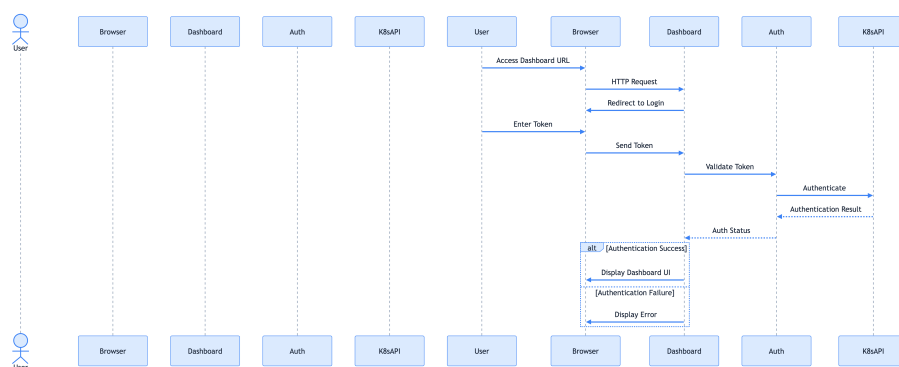 User
Browser
Dashboard
Auth
K8sAPI
User
Browser
Dashboard
Auth
K8sAPI
Access Dashboard URL
HTTP Request
Redirect to Login
Enter Token
Send Token
Validate Token
Authenticate
Authentication Result
Auth Status
alt [Authentication Success]
Display Dashboard UI
[Authentication Failure]
Display Error
User
Browser
Dashboard
Auth
K8sAPI
User
Browser
Dashboard
Auth
K8sAPI